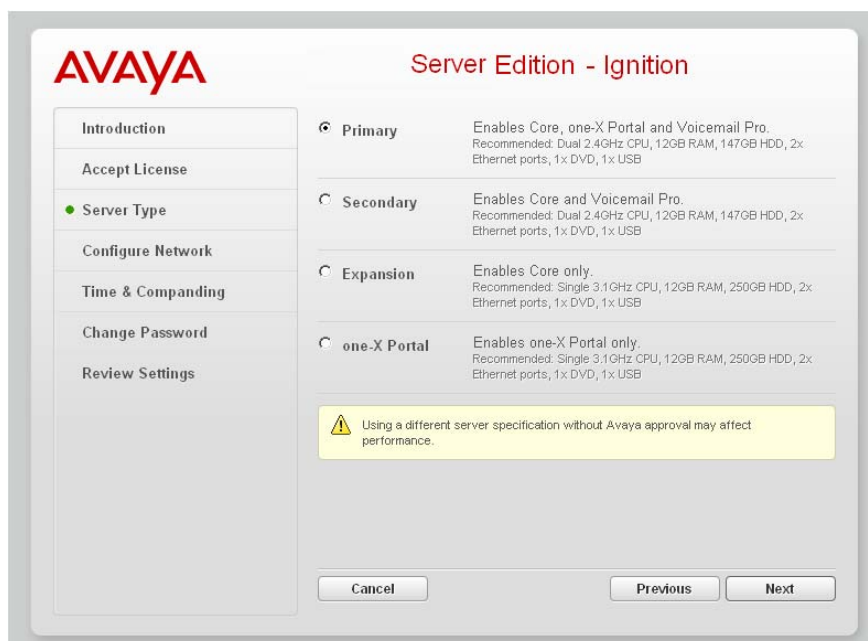 AVAYA
Server Edition - Ignition
Introduction
Accept License
Server Type
Configure Network
Time & Companding
Change Password
Review Settings
Primary
Enables Core, one-X Portal and Voicemail Pro.
Recommended: Dual 2.4GHz CPU, 12GB RAM, 147GB HDD, 2x
Ethernet ports, 1x DVD, 1x USB
Secondary
Enables Core and Voicemail Pro.
Recommended: Dual 2.4GHz CPU, 12GB RAM, 147GB HDD, 2x
Ethernet ports, 1x DVD, 1x USB
Expansion
Enables Core only.
Recommended: Single 3.1GHz CPU, 12GB RAM, 250GB HDD, 2x
Ethernet ports, 1x DVD, 1x USB
one-X Portal
Enables one-X Portal only.
Recommended: Single 3.1GHz CPU, 12GB RAM, 250GB HDD, 2x
Ethernet ports, 1x DVD, 1x USB
Using a different server specification without Avaya approval may affect
performance.
Cancel
Previous
Next